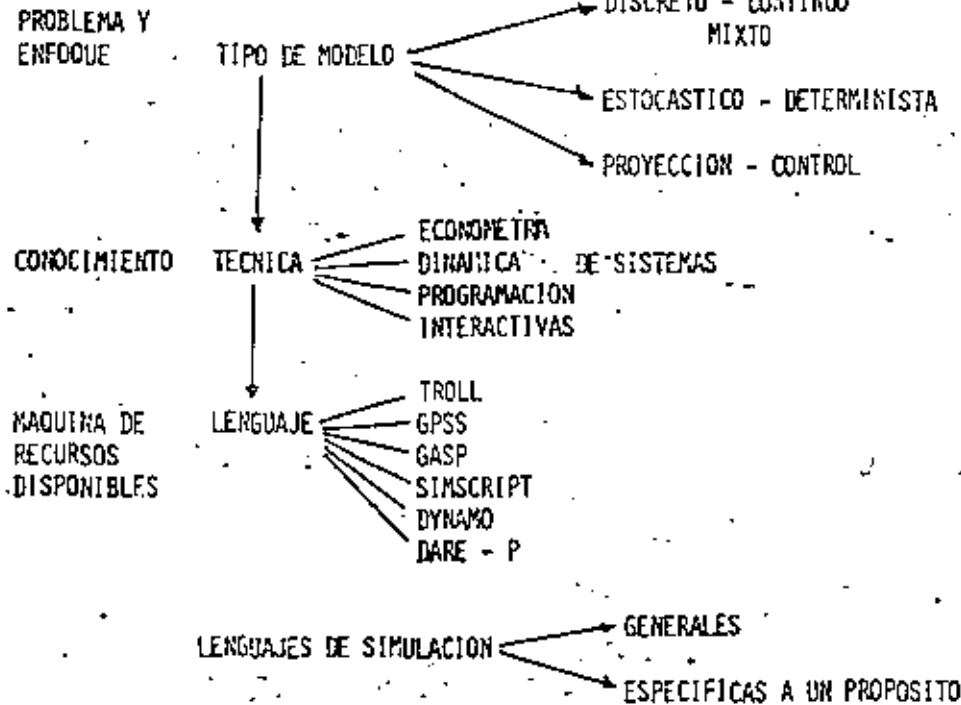 DISCRETO - CONTINUO
PROBLEMA Y
MIXTO
ENFOQUE
TIPO DE MODELO
ESTOCASTICO - DETERMINISTA
PROYECCION - CONTROL
ECONOMETRA
CONOCIMIENTO TECNICA
DINAMICA DE SISTEMAS
PROGRAMACION
INTERACTIVAS
TROLL
MAQUINA DE LENGUAJE
GPSS
RECURSOS
GASP
DISPONIBLES
SIMSCRIPT
DYNAMO
DARE - P
GENERALES
LENGUAJES DE SIMULACION
ESPECIFICAS A UN PROPOSITO